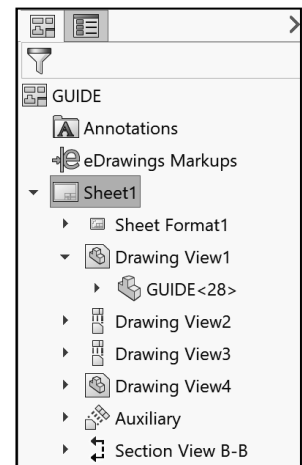 GUIDE
Annotations
eDrawings Markups
Sheet1
Sheet Format1
Drawing View1
GUIDE<28>
Drawing View2
Drawing View3
Drawing View4
Auxiliary
Section View B-B